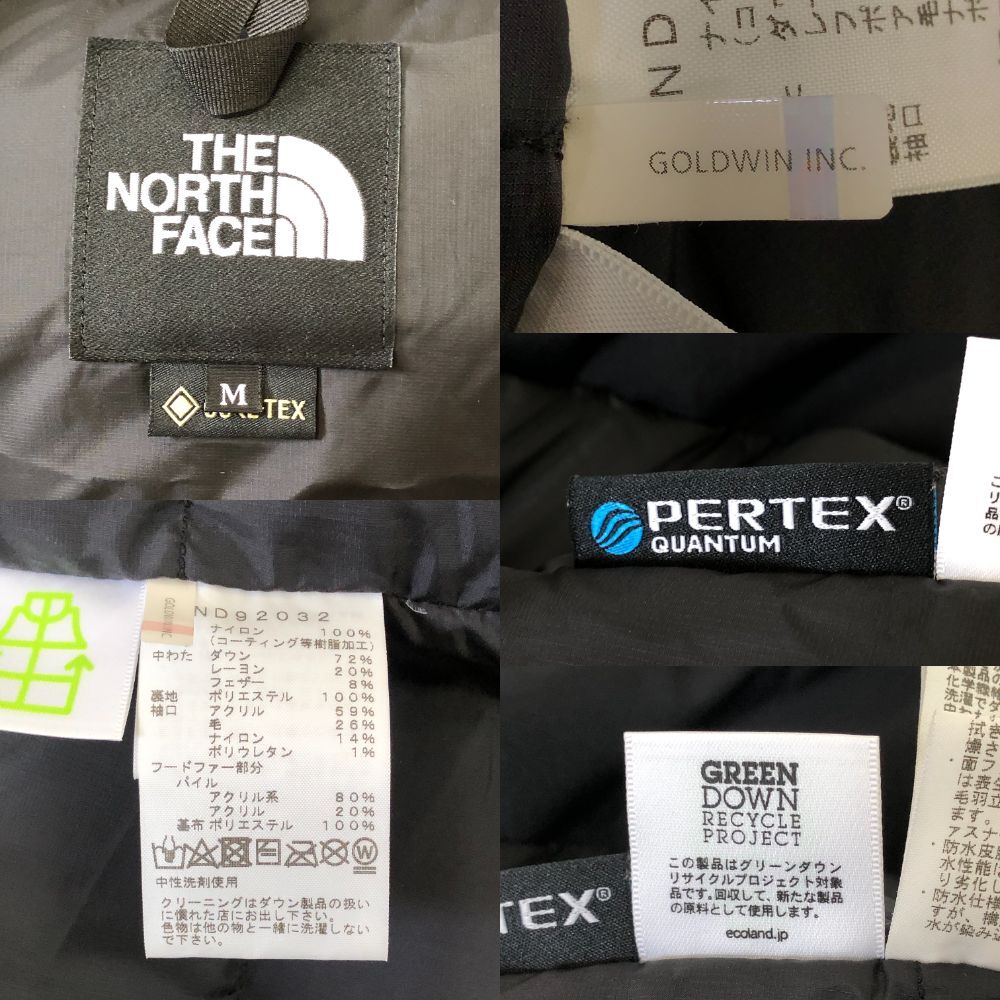 THE
NORTH
FACE
M
GORE-TEX
GOLDWIN INC.
袖口
PERTEX®
QUANTUM
GOLDWIN INC.
ND92032
ナイロン 100%
(コーティング等樹脂加工)
中わた ダウン 72%
レーヨン 20%
フェザー 8%
裏地 ポリエステル 100%
袖口 アクリル 59%
毛 26%
ナイロン 14%
ポリウレタン 1%
フードファー部分
パイル
アクリル系 80%
アクリル 20%
基布 ポリエステル 100%
中性洗剤使用
クリーニングはダウン製品の扱い
に慣れた店にお出し下さい。
色物は他の物と一緒に洗濯しない
で下さい。
GREEN
DOWN
RECYCLE
PROJECT
この製品はグリーンダウン
リサイクルプロジェクト対象
品です。回収して、新たな製品
の原料として使用します。
ecoland.jp
TEX®